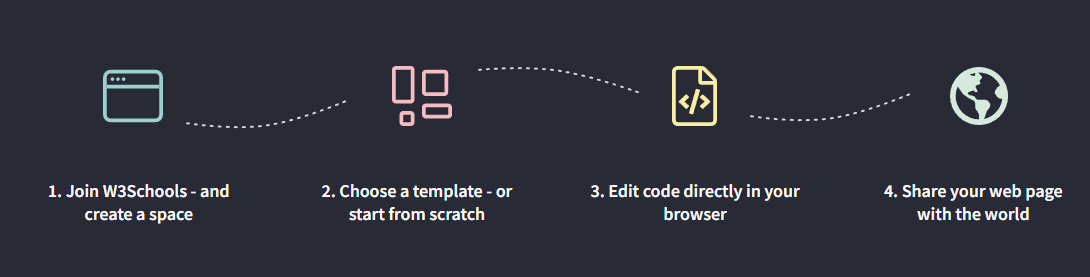 1. Join W3Schools - and
create a space
2. Choose a template - or
start from scratch
3. Edit code directly in your
browser
4. Share your web page
with the world